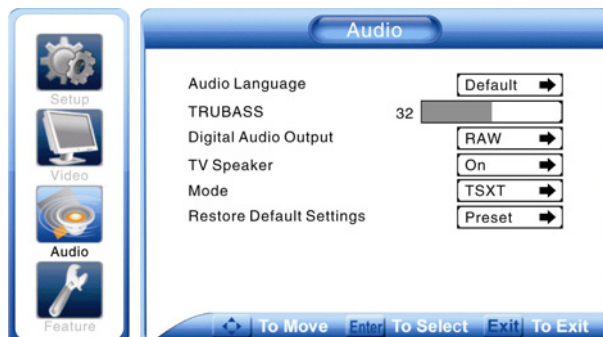 Setup
Video
Audio
Feature
Audio
Audio Language Default
TRUBASS 32
Digital Audio Output RAW
TV Speaker On
Mode TSXT
Restore Default Settings Preset
To Move Enter To Select Exit To Exit